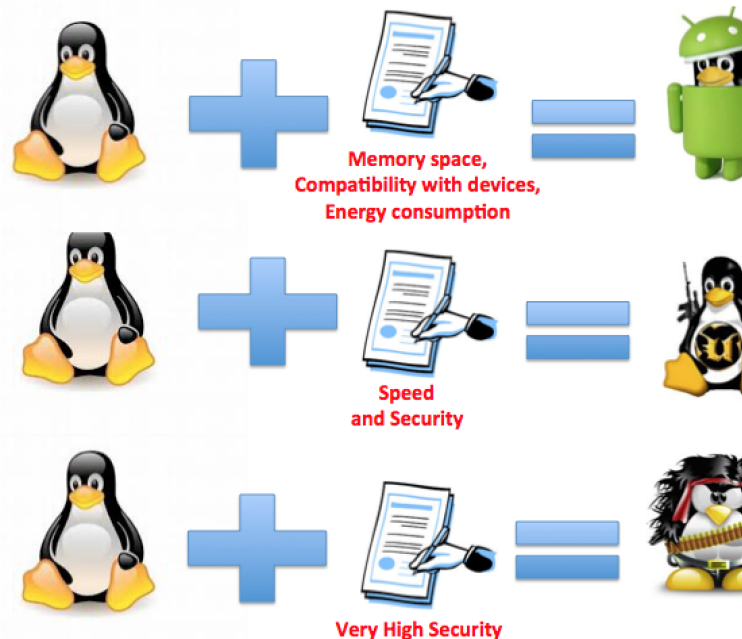 Memory space,
Compatibility with devices,
Energy consumption
Speed
and Security
Very High Security